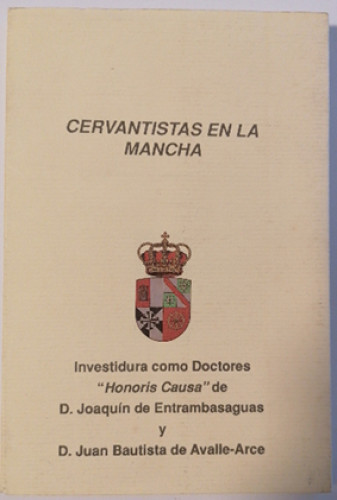 CERVANTISTAS EN LA
MANCHA
Investidura como Doctores
"Honoris Causa" de
D. Joaquín de Entrambasaguas
y
D. Juan Bautista de Avalle-Arce